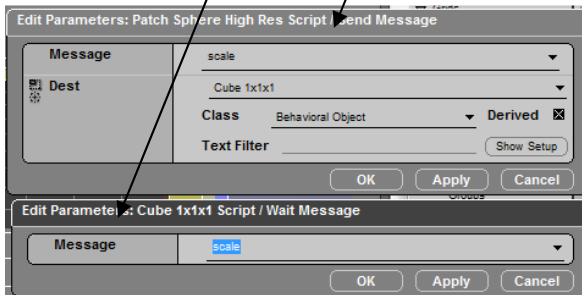 Edit Parameters: Patch Sphere High Res Script / Send Message
Message scale
Dest Cube 1x1x1
Class Behavioral Object Derived
Text Filter Show Setup
OK Apply Cancel
Groups
Edit Parameters: Cube 1x1x1 Script / Wait Message
Message scale
OK Apply Cancel